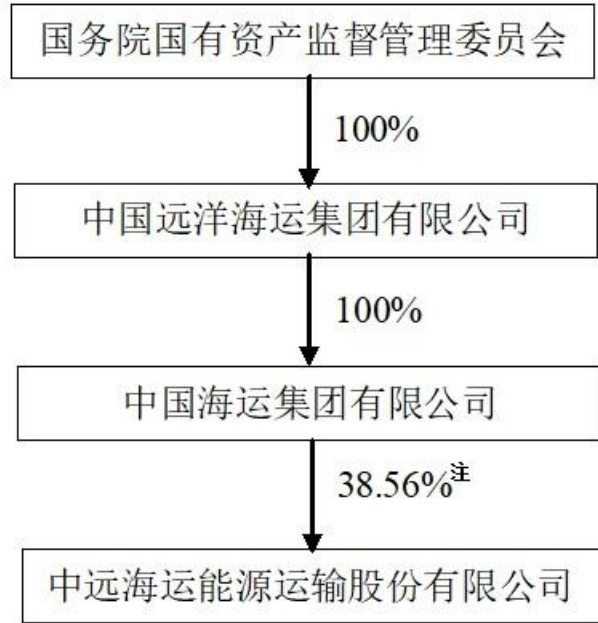 国务院国有资产监督管理委员会
100%
中国远洋海运集团有限公司
100%
中国海运集团有限公司
38.56%注
中远海运能源运输股份有限公司